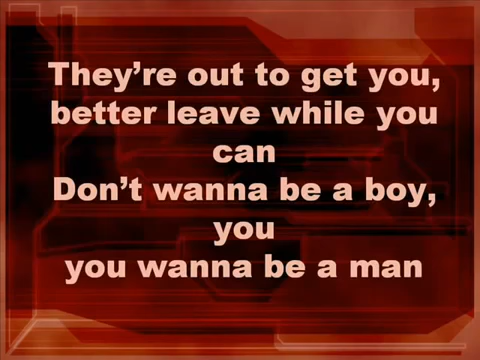 They’re out to get you,
better leave while you
can
Don’t wanna be a boy,
you
you wanna be a man